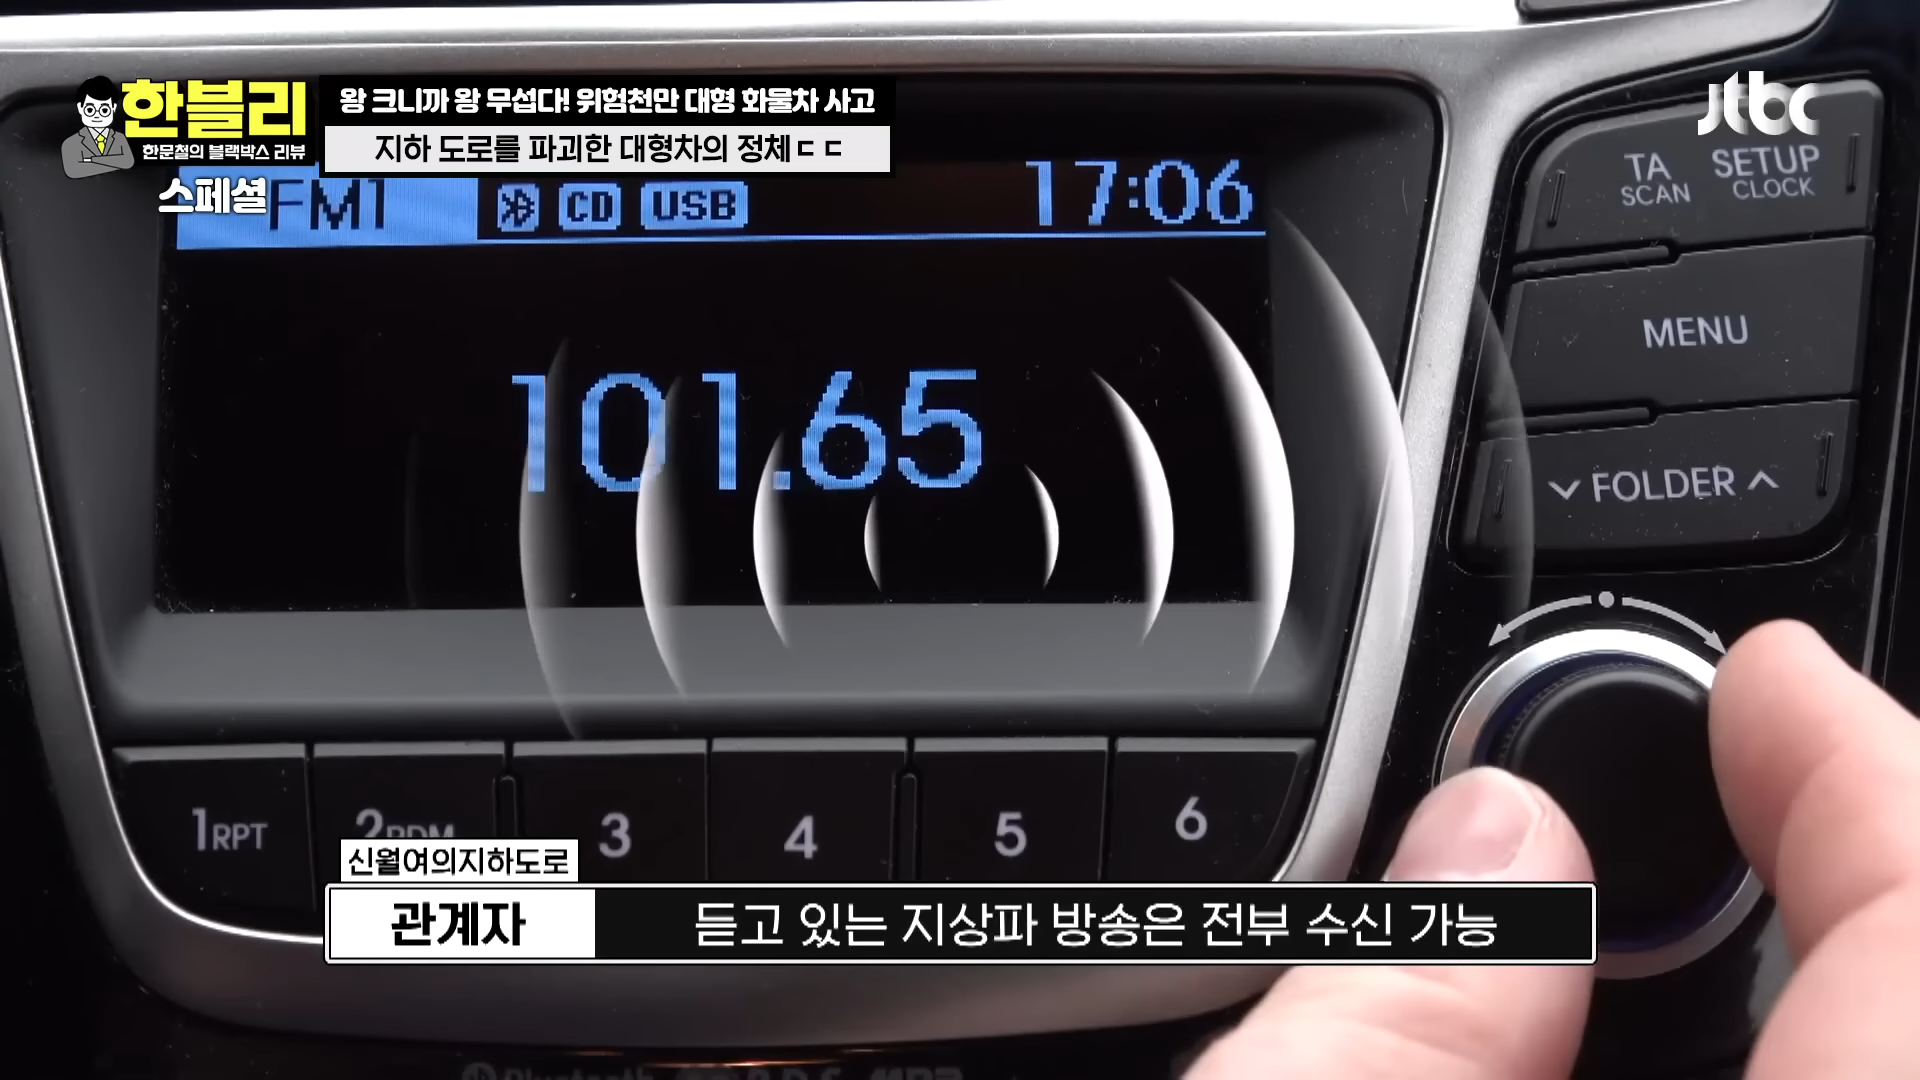 한블리
한문철의 블랙박스 리뷰
스페셜
왕 크니까 왕 무섭다! 위험천만 대형 화물차 사고
지하 도로를 파괴한 대형차의 정체ㄷㄷ
jtbc
FM1
CD
USB
17:06
101.65
TA
SCAN
SETUP
CLOCK
MENU
FOLDER
1RPT
2RDM
3
4
5
6
신월여의지하도로
관계자
듣고 있는 지상파 방송은 전부 수신 가능